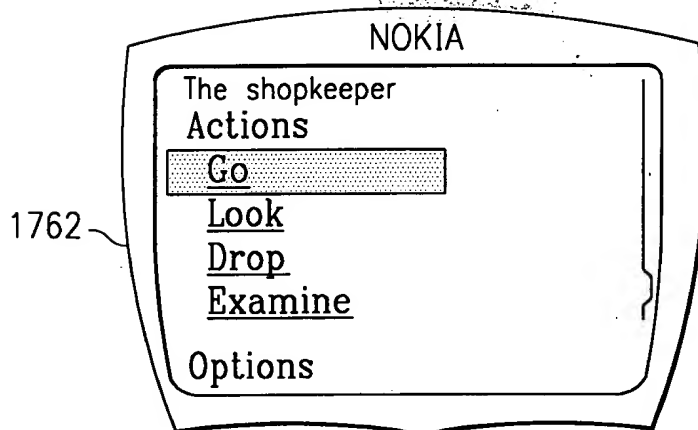 NOKIA
The shopkeeper
Actions
Go
Look
1762
Drop
Examine
Options